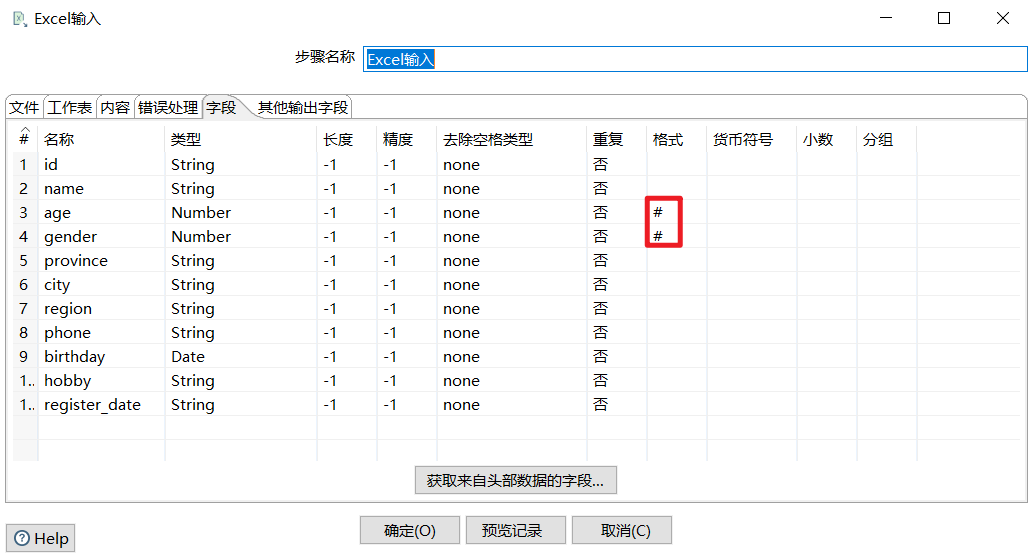 Excel输入
步骤名称 Excel输入
文件 工作表 内容 错误处理 字段 其他输出字段
# 名称 类型 长度 精度 去除空格类型 重复 格式 货币符号 小数 分组
1 id String -1 -1 none 否
2 name String -1 -1 none 否
3 age Number -1 -1 none 否 #
4 gender Number -1 -1 none 否 #
5 province String -1 -1 none 否
6 city String -1 -1 none 否
7 region String -1 -1 none 否
8 phone String -1 -1 none 否
9 birthday Date -1 -1 none 否
1.. hobby String -1 -1 none 否
1.. register_date String -1 -1 none 否
获取来自头部数据的字段...
Help 确定(O) 预览记录 取消(C)